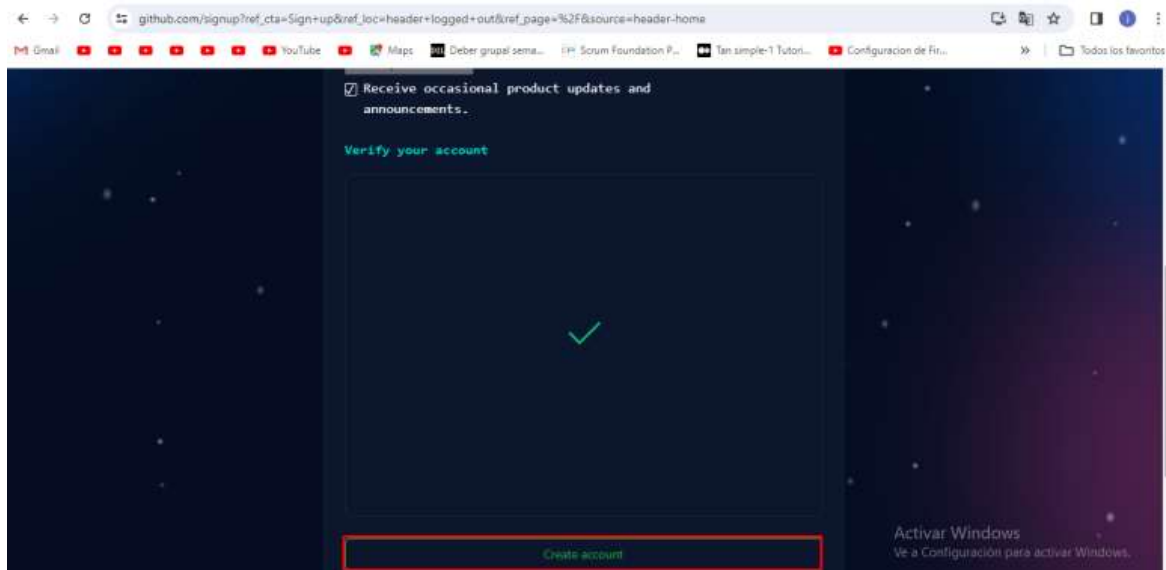 github.com/signup?ref_cta=Sign+up&ref_loc=header+logged+out&ref_page=%2F&source=header-home
Gmail YouTube Maps Deber grupal sema... Scrum Foundation P... Tan simple-1 Tutori... Configuracion de Fir... » Todos los favoritos
Receive occasional product updates and
announcements.
Verify your account
Create account
Activar Windows
Ve a Configuración para activar Windows.